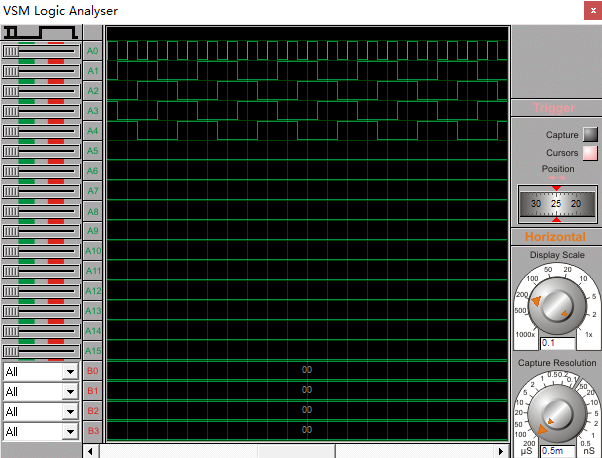 VSM Logic Analyser
x
A0
A1
A2
A3
A4
A5
A6
A7
A8
A9
A10
A11
A12
A13
A14
A15
All B0 00
All B1 00
All B2 00
All B3 00
Trigger
Capture
Cursors
Position
30 25 20
Horizontal
Display Scale
100 50 20 10
200 5
500 2
1000x 1x
0.1
Capture Resolution
1 0.5 0.2 0.1
2 50
5 20
10 10
20 5
50 2
100 1
200 0.5
µS nS
0.5m